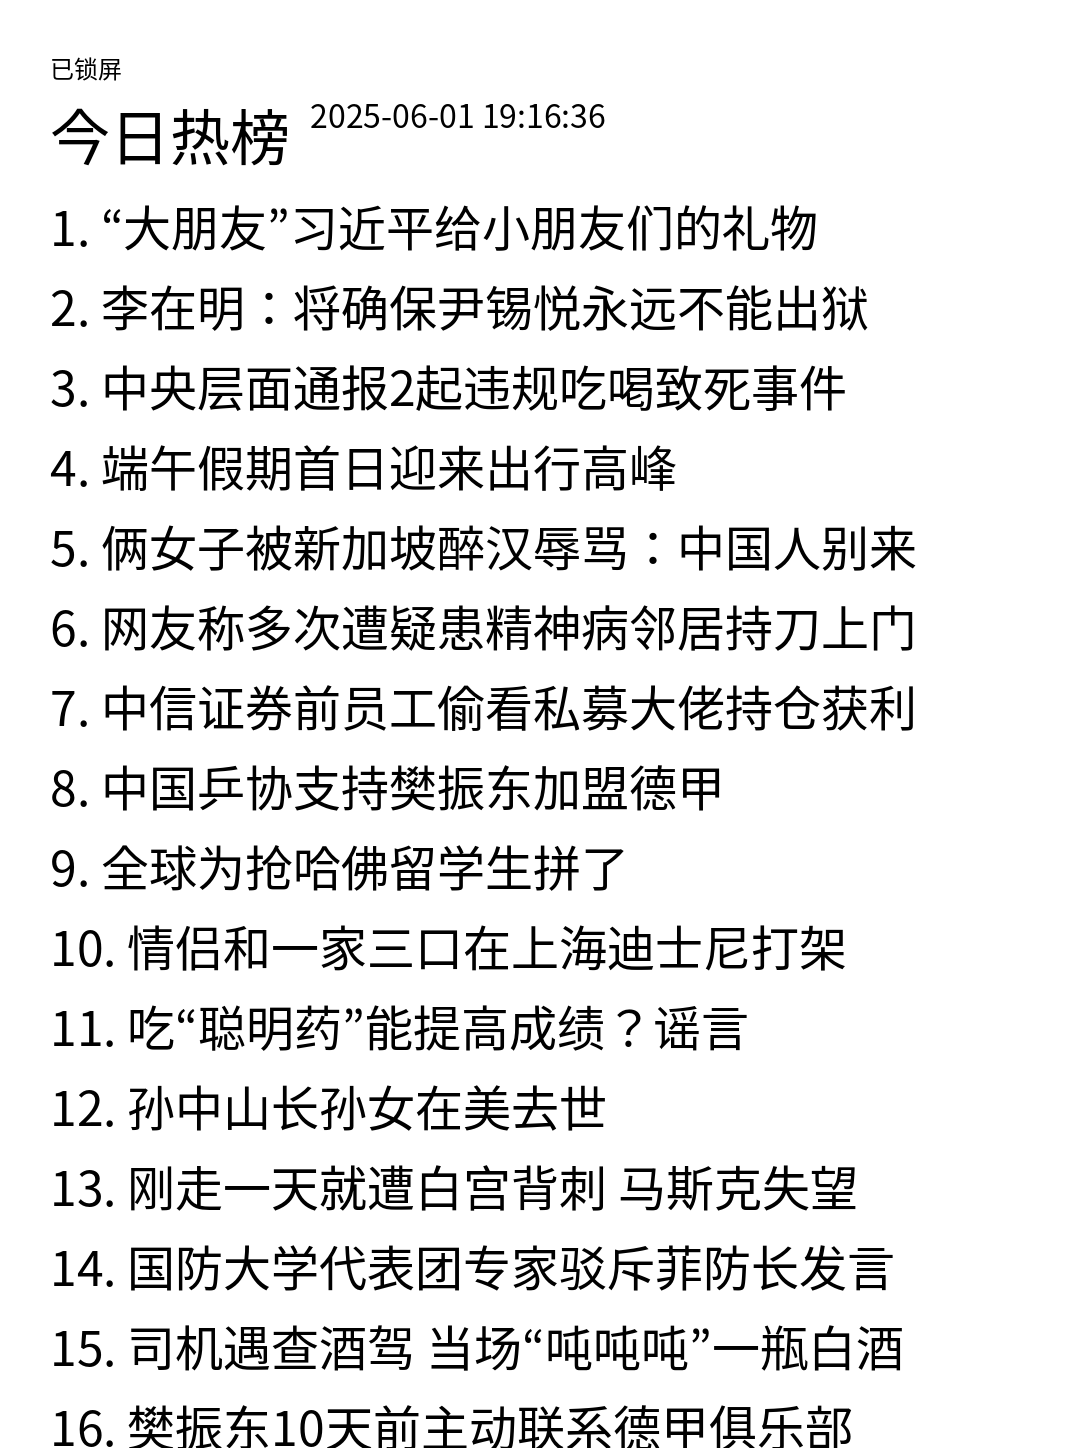 已锁屏
今日热榜 2025-06-01 19:16:36
1. “大朋友”习近平给小朋友们的礼物
2. 李在明：将确保尹锡悦永远不能出狱
3. 中央层面通报2起违规吃喝致死事件
4. 端午假期首日迎来出行高峰
5. 俩女子被新加坡醉汉辱骂：中国人别来
6. 网友称多次遭疑患精神病邻居持刀上门
7. 中信证券前员工偷看私募大佬持仓获利
8. 中国乒协支持樊振东加盟德甲
9. 全球为抢哈佛留学生拼了
10. 情侣和一家三口在上海迪士尼打架
11. 吃“聪明药”能提高成绩？谣言
12. 孙中山长孙女在美去世
13. 刚走一天就遭白宫背刺 马斯克失望
14. 国防大学代表团专家驳斥菲防长发言
15. 司机遇查酒驾 当场“吨吨吨”一瓶白酒
16. 樊振东10天前主动联系德甲俱乐部